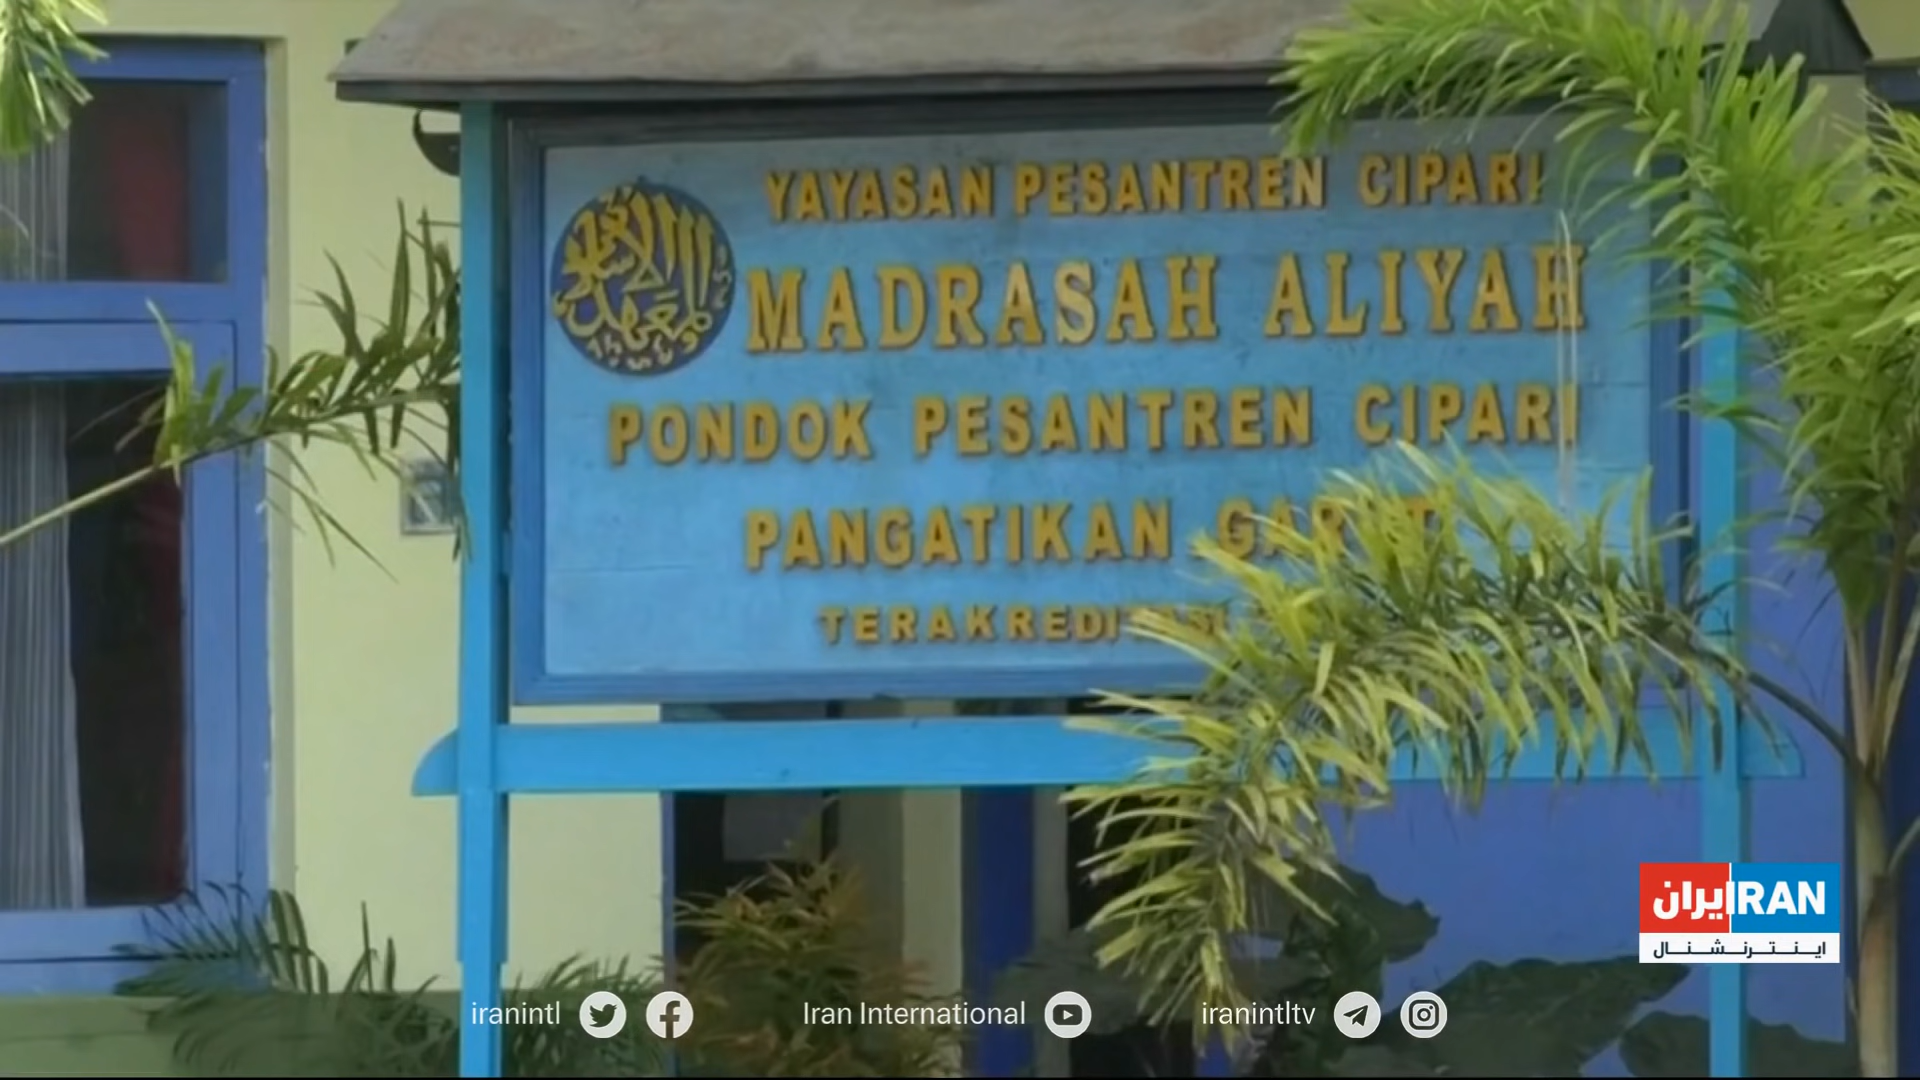 YAYASAN PESANTREN CIPARI
MADRASAH ALIYAH
PONDOK PESANTREN CIPARI
PANGATIKAN
ایران IRAN
اینترنشنال
iranintl
Iran International
iranintltv